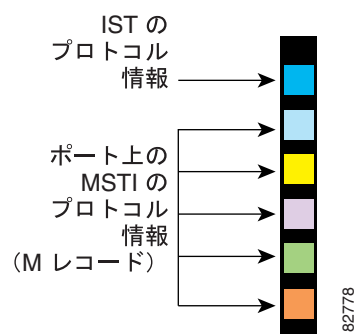 IST の
プロトコル
情報
ポート上の
MSTI の
プロトコル
情報
（M レコード）
82778